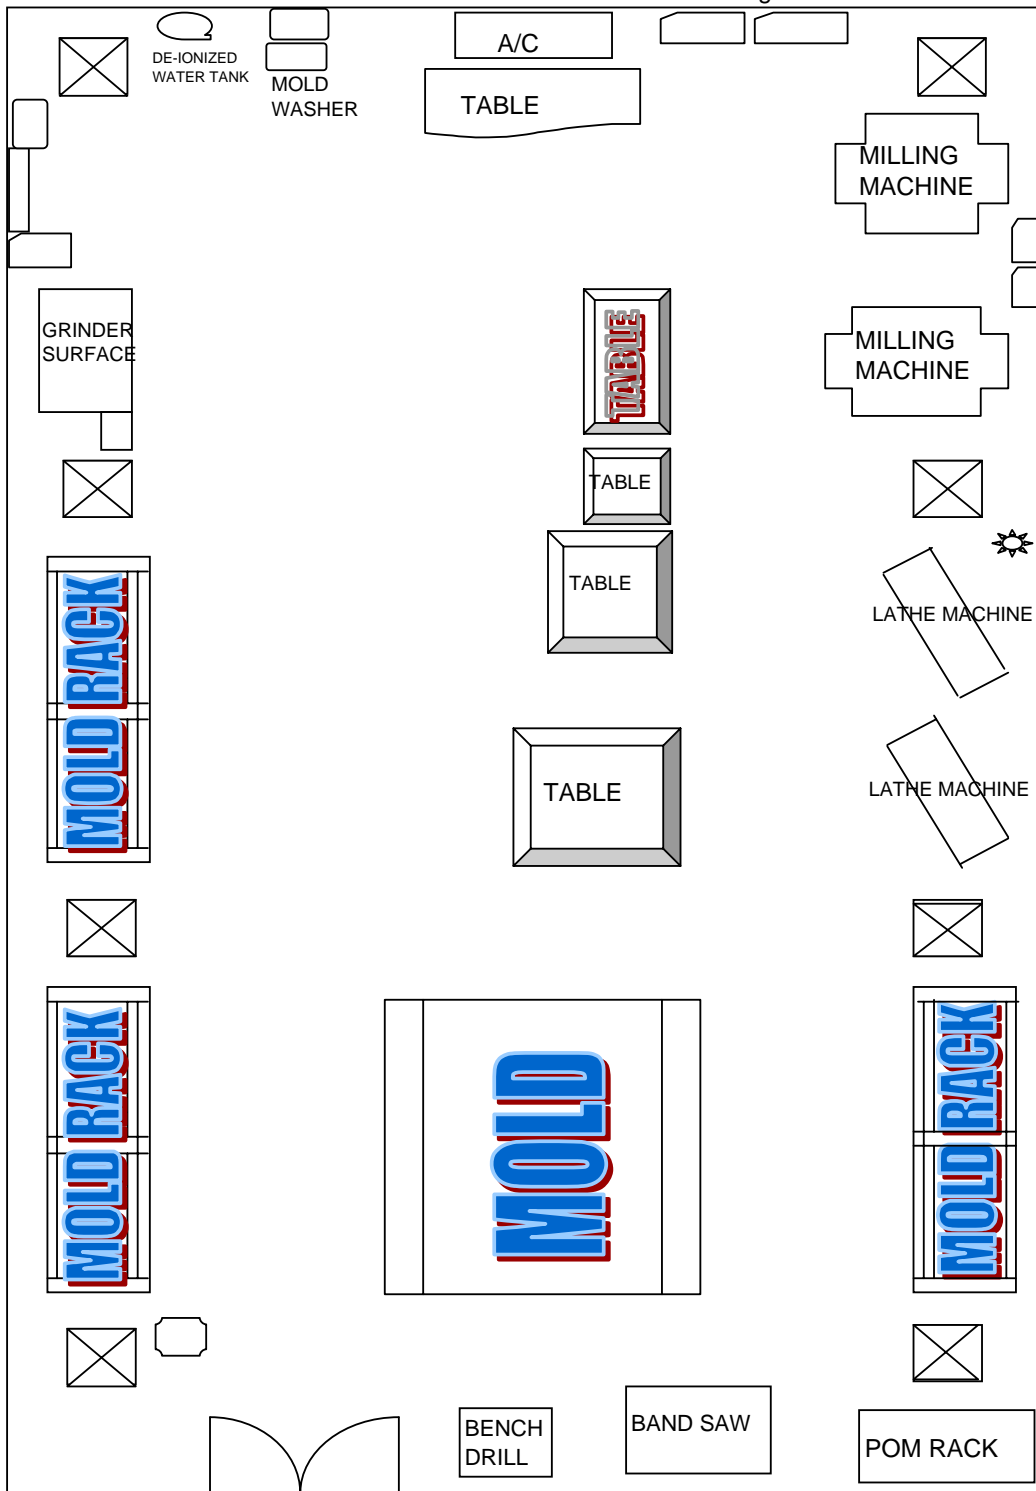 A/C
DE-IONIZED
WATER TANK
MOLD
WASHER
TABLE
MILLING
MACHINE
GRINDER
SURFACE
TABLE
MILLING
MACHINE
TABLE
TABLE
LATHE MACHINE
MOLD RACK
TABLE
LATHE MACHINE
MOLD RACK
MOLD
MOLD RACK
BENCH
DRILL
BAND SAW
POM RACK